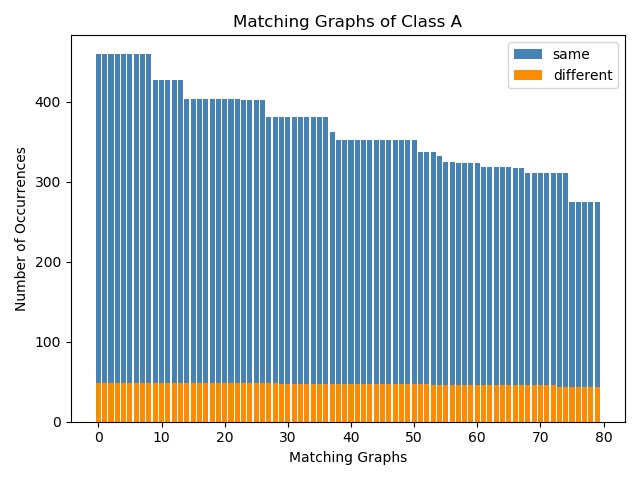 Matching Graphs of Class A
same
different
Number of Occurrences
400
300
200
100
0
0 10 20 30 40 50 60 70 80
Matching Graphs